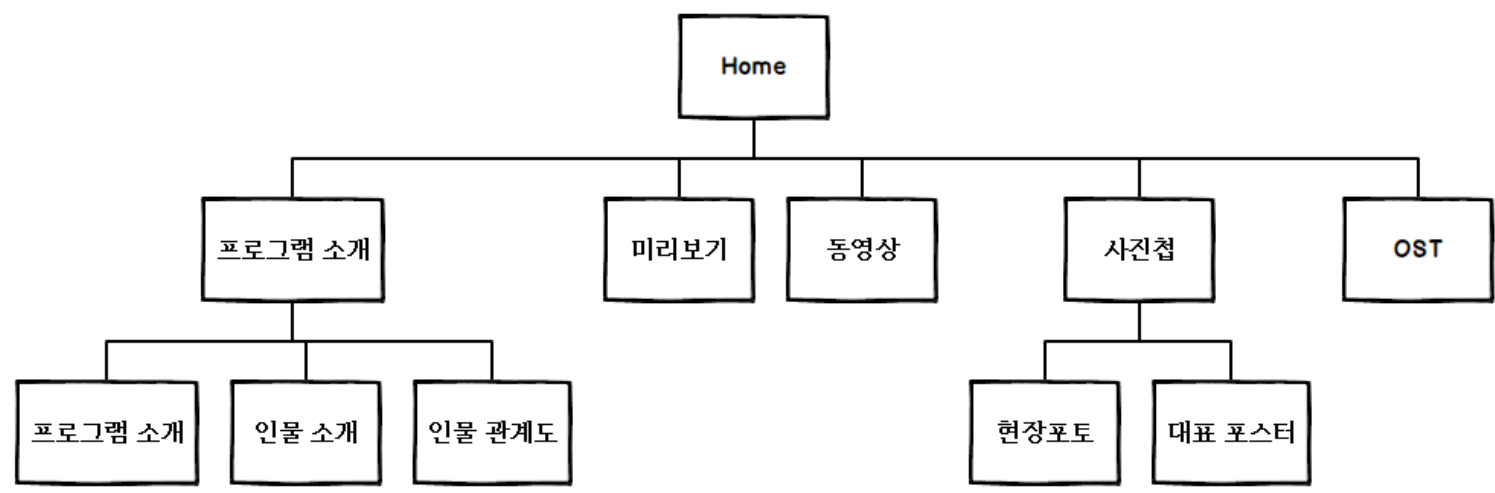 Home
프로그램 소개
미리보기
동영상
사진첩
OST
프로그램 소개
인물 소개
인물 관계도
현장포토
대표 포스터